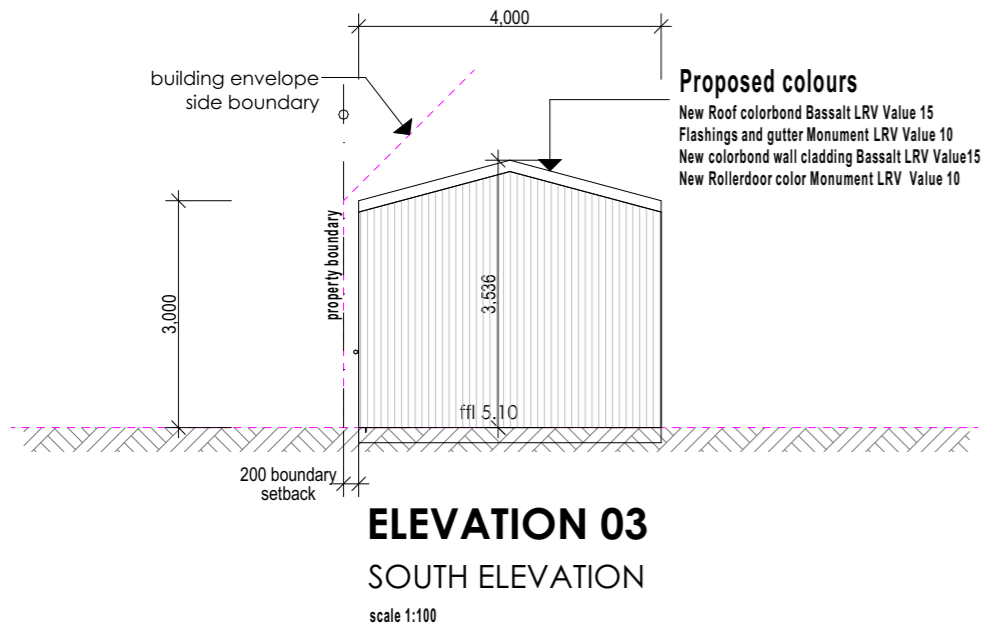 4,000
building envelope
side boundary
Proposed colours
New Roof colorbond Bassalt LRV Value 15
Flashings and gutter Monument LRV Value 10
New colorbond wall cladding Bassalt LRV Value15
New Rollerdoor color Monument LRV Value 10
property boundary
3,000
3,536
ffl 5.10
200 boundary
setback
ELEVATION 03
SOUTH ELEVATION
scale 1:100